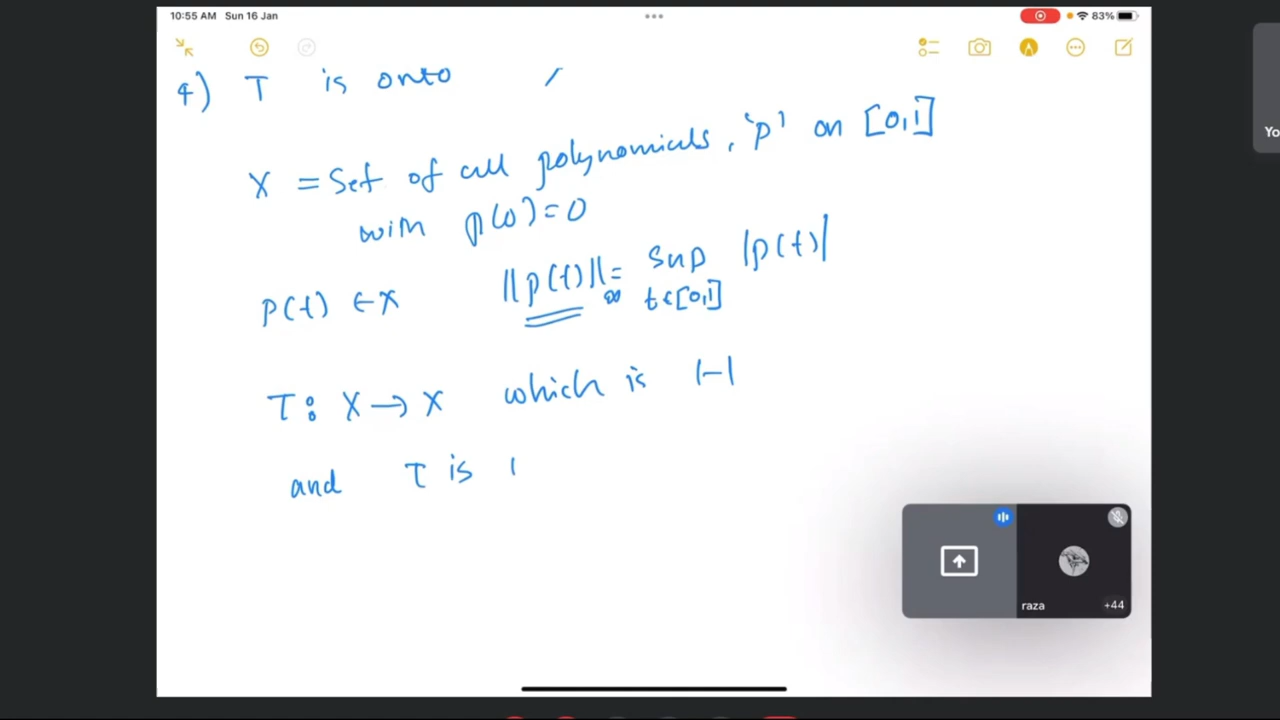 10:55 AM Sun 16 Jan
83%
4) T is onto
X = Set of all polynomials, 'p' on [0,1]
with p(0)=0
p(t) ∈ X ||p(t)||∞ = sup |p(t)|
t∈[0,1]
T: X → X which is 1-1
and T is
Yo
raza +44